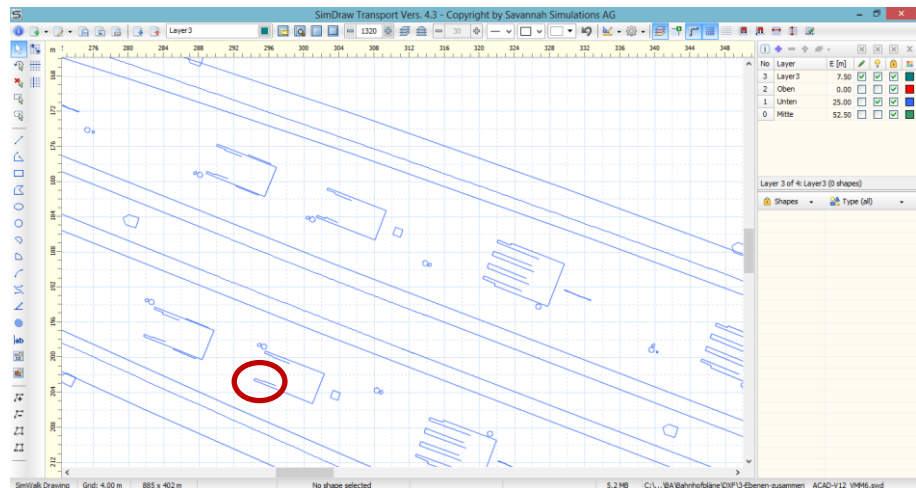 SimDraw Transport Vers. 4.3 - Copyright by Savannah Simulations AG
Layer3
1320
30
m
276 280 284 288 292 296 300 304 308 312 316 320 324 328 332 336 340 344 348
168
172
176
180
184
188
192
196
200
204
208
212
ab
No Layer E [m]
3 Layer3 7.50
2 Oben 0.00
1 Unten 25.00
0 Mitte 52.50
Layer 3 of 4: Layer3 (0 shapes)
Shapes Type (all)
SimWalk Drawing Grid: 4.00 m 885 x 402 m No shape selected 5.2 MB C:\...\BA\Bahnhofpläne\DXF\3-Ebenen-zusammen_ACAD-V12_VMM6.swd